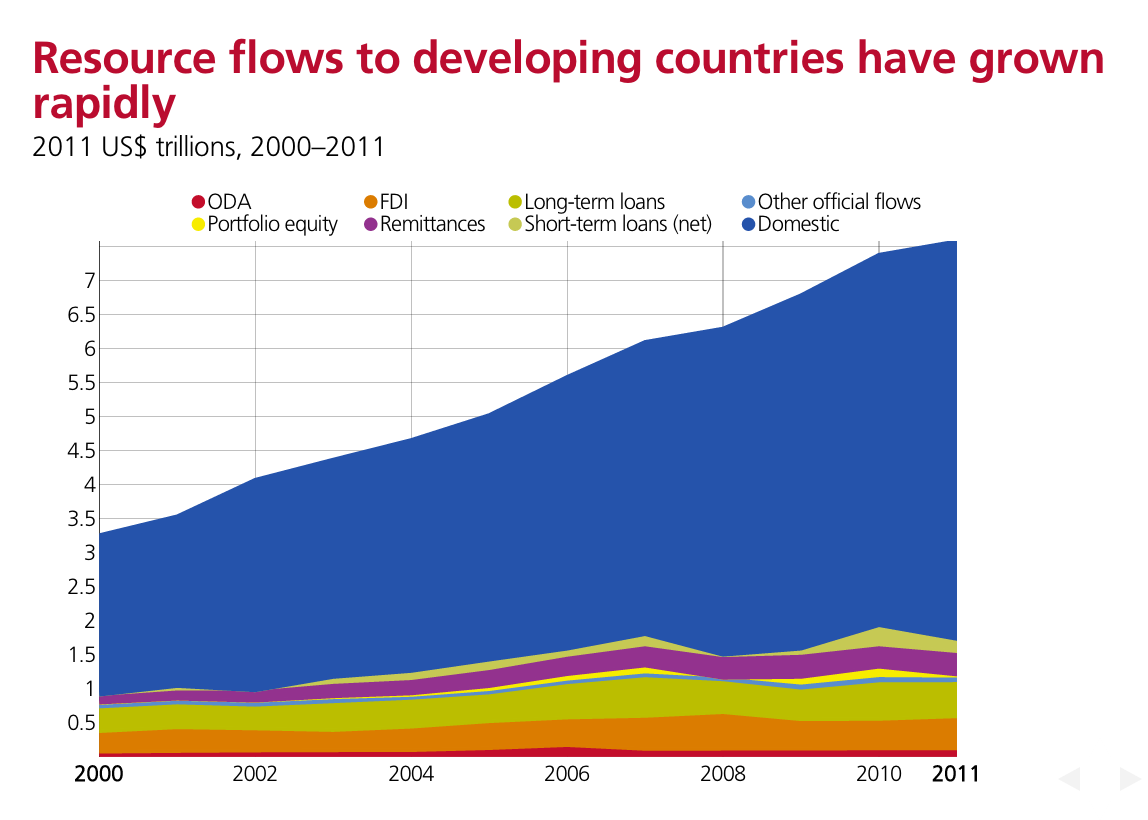 Resource flows to developing countries have grown
rapidly
2011 US$ trillions, 2000–2011
ODA FDI Long-term loans Other official flows
Portfolio equity Remittances Short-term loans (net) Domestic
7
6.5
6
5.5
5
4.5
4
3.5
3
2.5
2
1.5
1
0.5
2000 2002 2004 2006 2008 2010 2011